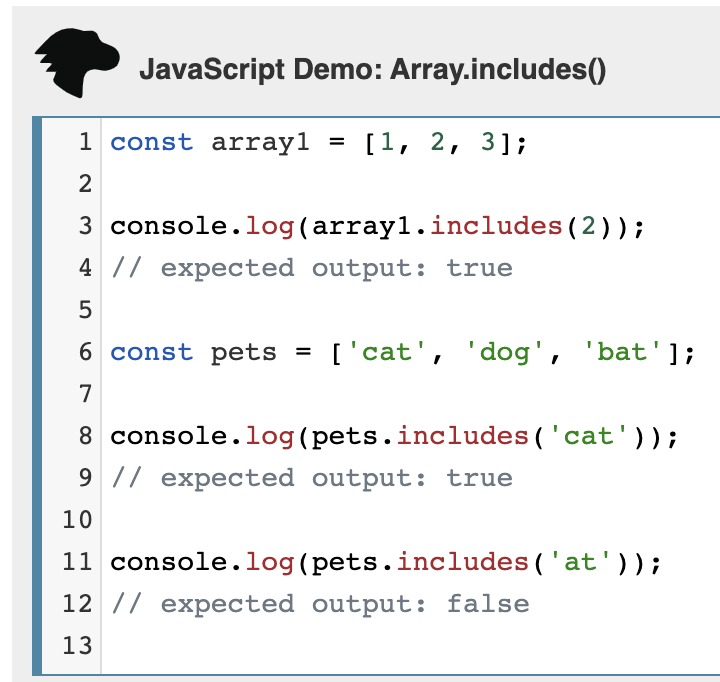 JavaScript Demo: Array.includes()
1 const array1 = [1, 2, 3];
2
3 console.log(array1.includes(2));
4 // expected output: true
5
6 const pets = ['cat', 'dog', 'bat'];
7
8 console.log(pets.includes('cat'));
9 // expected output: true
10
11 console.log(pets.includes('at'));
12 // expected output: false
13